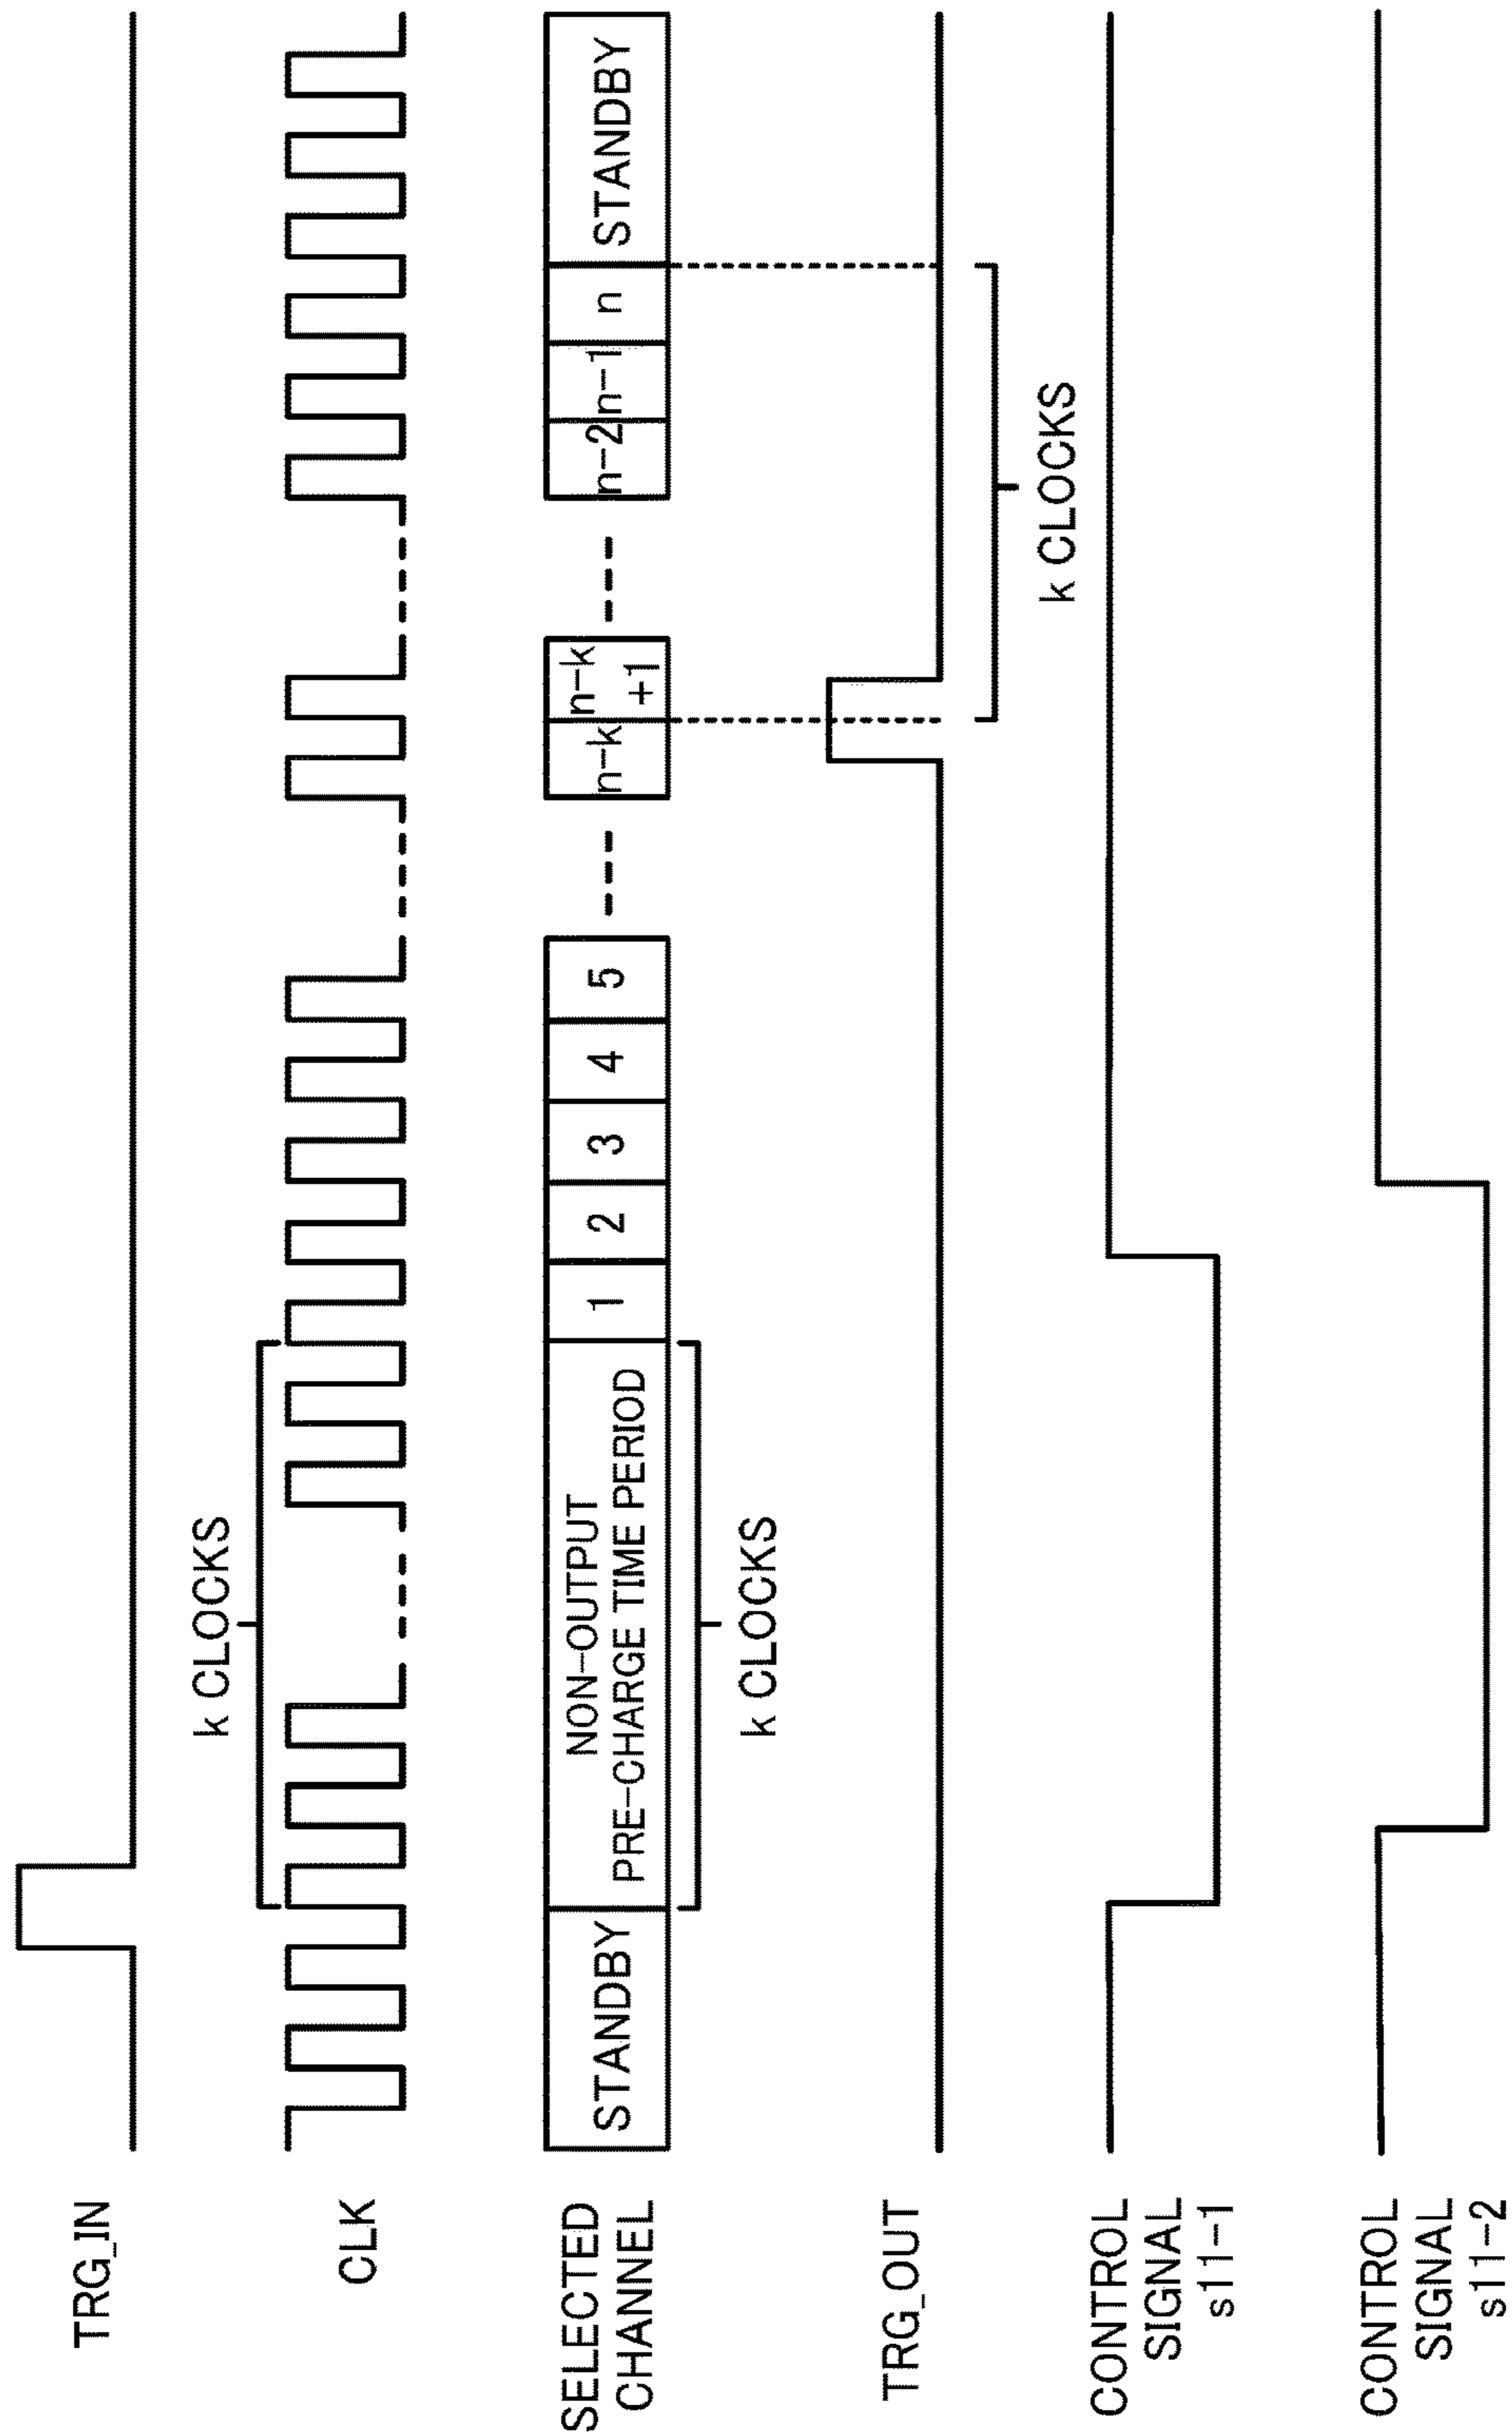 TRG_IN
k CLOCKS
CLK
SELECTED
CHANNEL
STANDBY
NON-OUTPUT
PRE-CHARGE TIME PERIOD
1
2
3
4
5
n-k
n-k
+1
n-2
n-1
n
STANDBY
k CLOCKS
TRG_OUT
k CLOCKS
CONTROL
SIGNAL
s11-1
CONTROL
SIGNAL
s11-2